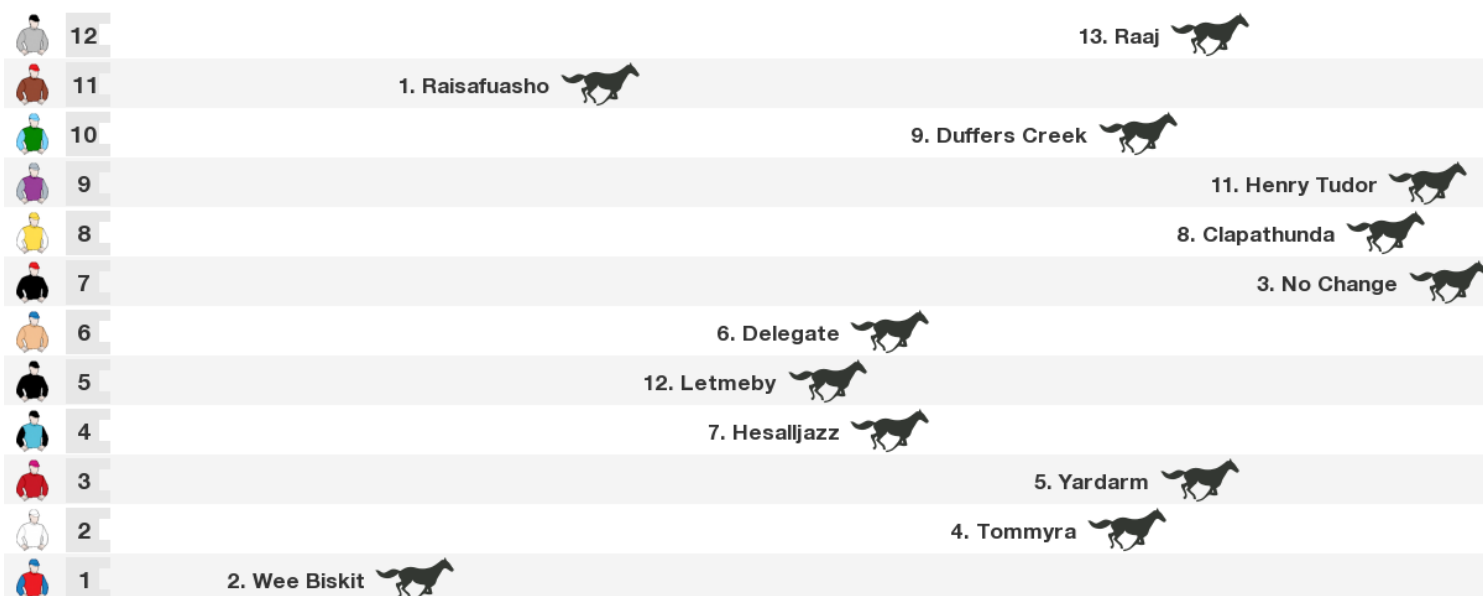 12 13. Raaj
11 1. Raisafuasho
10 9. Duffers Creek
9 11. Henry Tudor
8 8. Clapathunda
7 3. No Change
6 6. Delegate
5 12. Letmeby
4 7. Hesalljazz
3 5. Yardarm
2 4. Tommyra
1 2. Wee Biskit